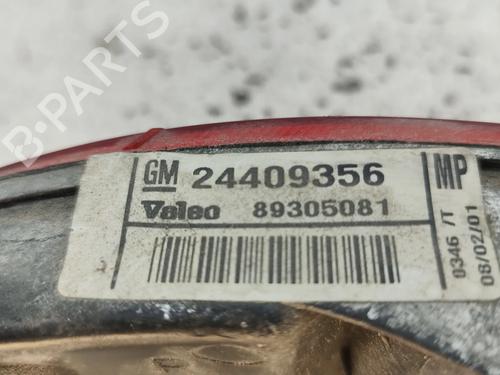 GM 24409356
Valeo 89305081
MP
0346 /T
08/02/01
B-PARTS